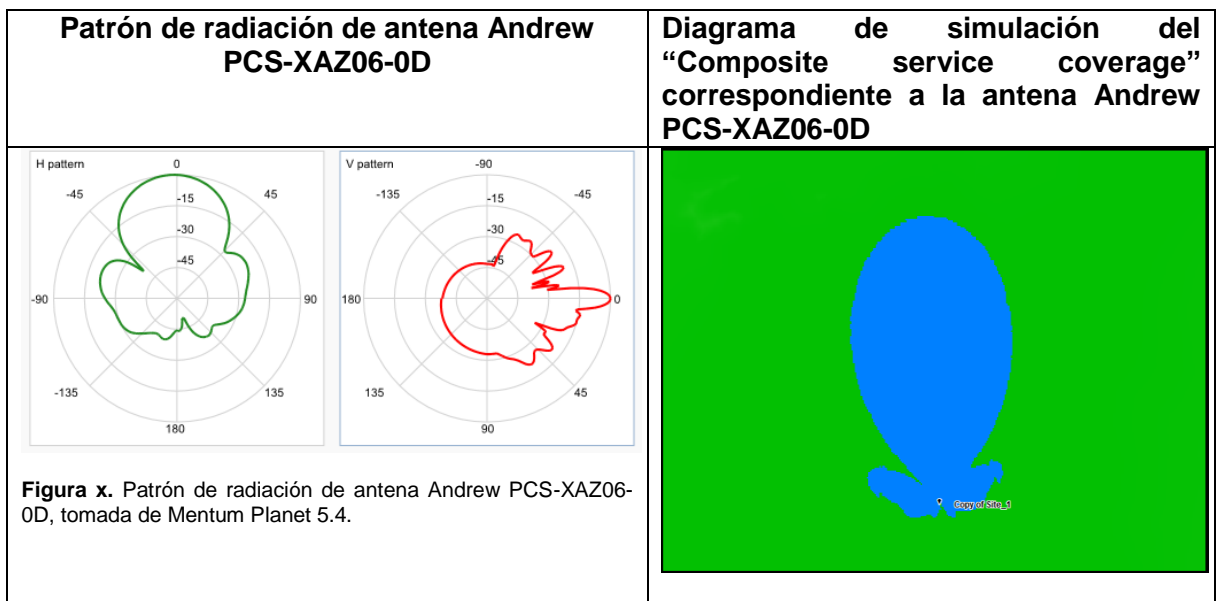 Patrón de radiación de antena Andrew
PCS-XAZ06-0D
Diagrama de simulación del
“Composite service coverage”
correspondiente a la antena Andrew
PCS-XAZ06-0D
H pattern
0
-45
45
-15
-30
-45
-90
90
-135
135
180
V pattern
-90
-135
-45
-15
-30
-45
180
0
135
45
90
Copy of Site_1
Figura x. Patrón de radiación de antena Andrew PCS-XAZ06-
0D, tomada de Mentum Planet 5.4.